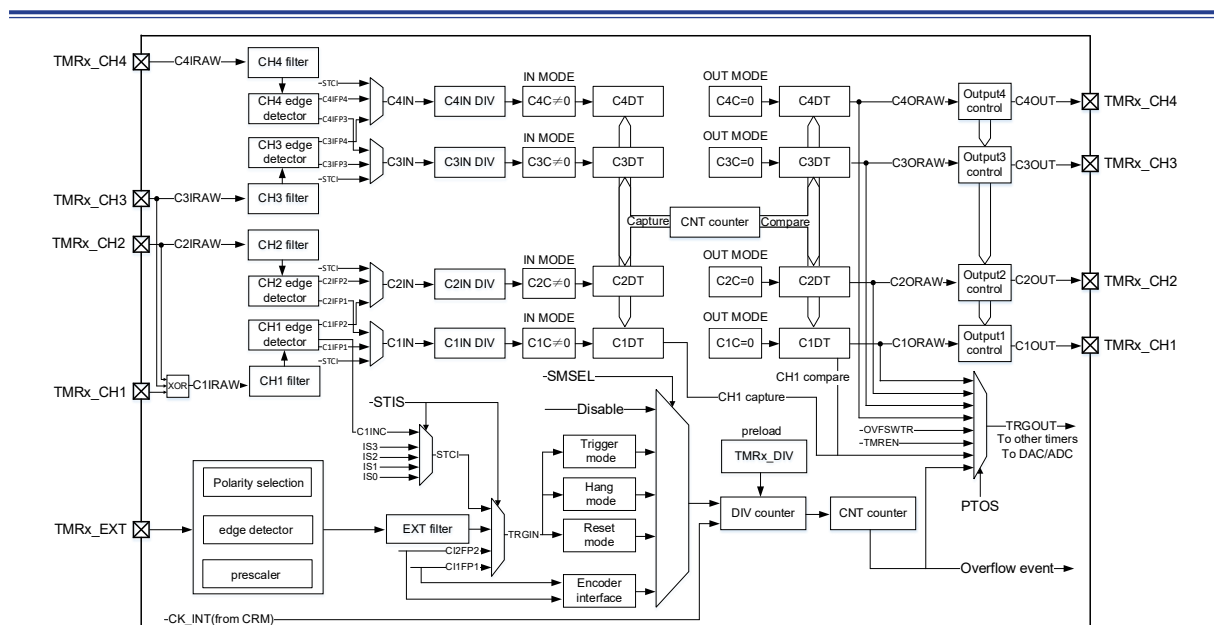 TMRx_CH4
C4IRAW
CH4 filter
STCI
C4IFP4
C4IFP3
CH4 edge
detector
C4IN
C4IN DIV
IN MODE
C4C≠0
C4DT
OUT MODE
C4C=0
C4DT
C4ORAW
Output4
control
C4OUT
TMRx_CH4
CH3 edge
detector
C3IFP4
C3IFP3
STCI
C3IN
C3IN DIV
IN MODE
C3C≠0
C3DT
OUT MODE
C3C=0
C3DT
C3ORAW
Output3
control
C3OUT
TMRx_CH3
TMRx_CH3
C3IRAW
CH3 filter
Capture
CNT counter
Compare
TMRx_CH2
C2IRAW
CH2 filter
STCI
C2IFP2
C2IFP1
CH2 edge
detector
C2IN
C2IN DIV
IN MODE
C2C≠0
C2DT
OUT MODE
C2C=0
C2DT
C2ORAW
Output2
control
C2OUT
TMRx_CH2
CH1 edge
detector
C1IFP2
C1IFP1
STCI
C1IN
C1IN DIV
IN MODE
C1C≠0
C1DT
OUT MODE
C1C=0
C1DT
C1ORAW
Output1
control
C1OUT
TMRx_CH1
TMRx_CH1
XOR
C1IRAW
CH1 filter
CH1 compare
CH1 capture
-SMSEL
-STIS
Disable
C1INC
IS3
IS2
IS1
IS0
STCI
Trigger
mode
Hang
mode
Reset
mode
Encoder
interface
preload
TMRx_DIV
DIV counter
CNT counter
-OVFSWTR
-TMREN
TRGOUT
To other timers
To DAC/ADC
PTOS
TMRx_EXT
Polarity selection
edge detector
prescaler
EXT filter
TRGIN
CI2FP2
CI1FP1
Overflow event
-CK_INT(from CRM)